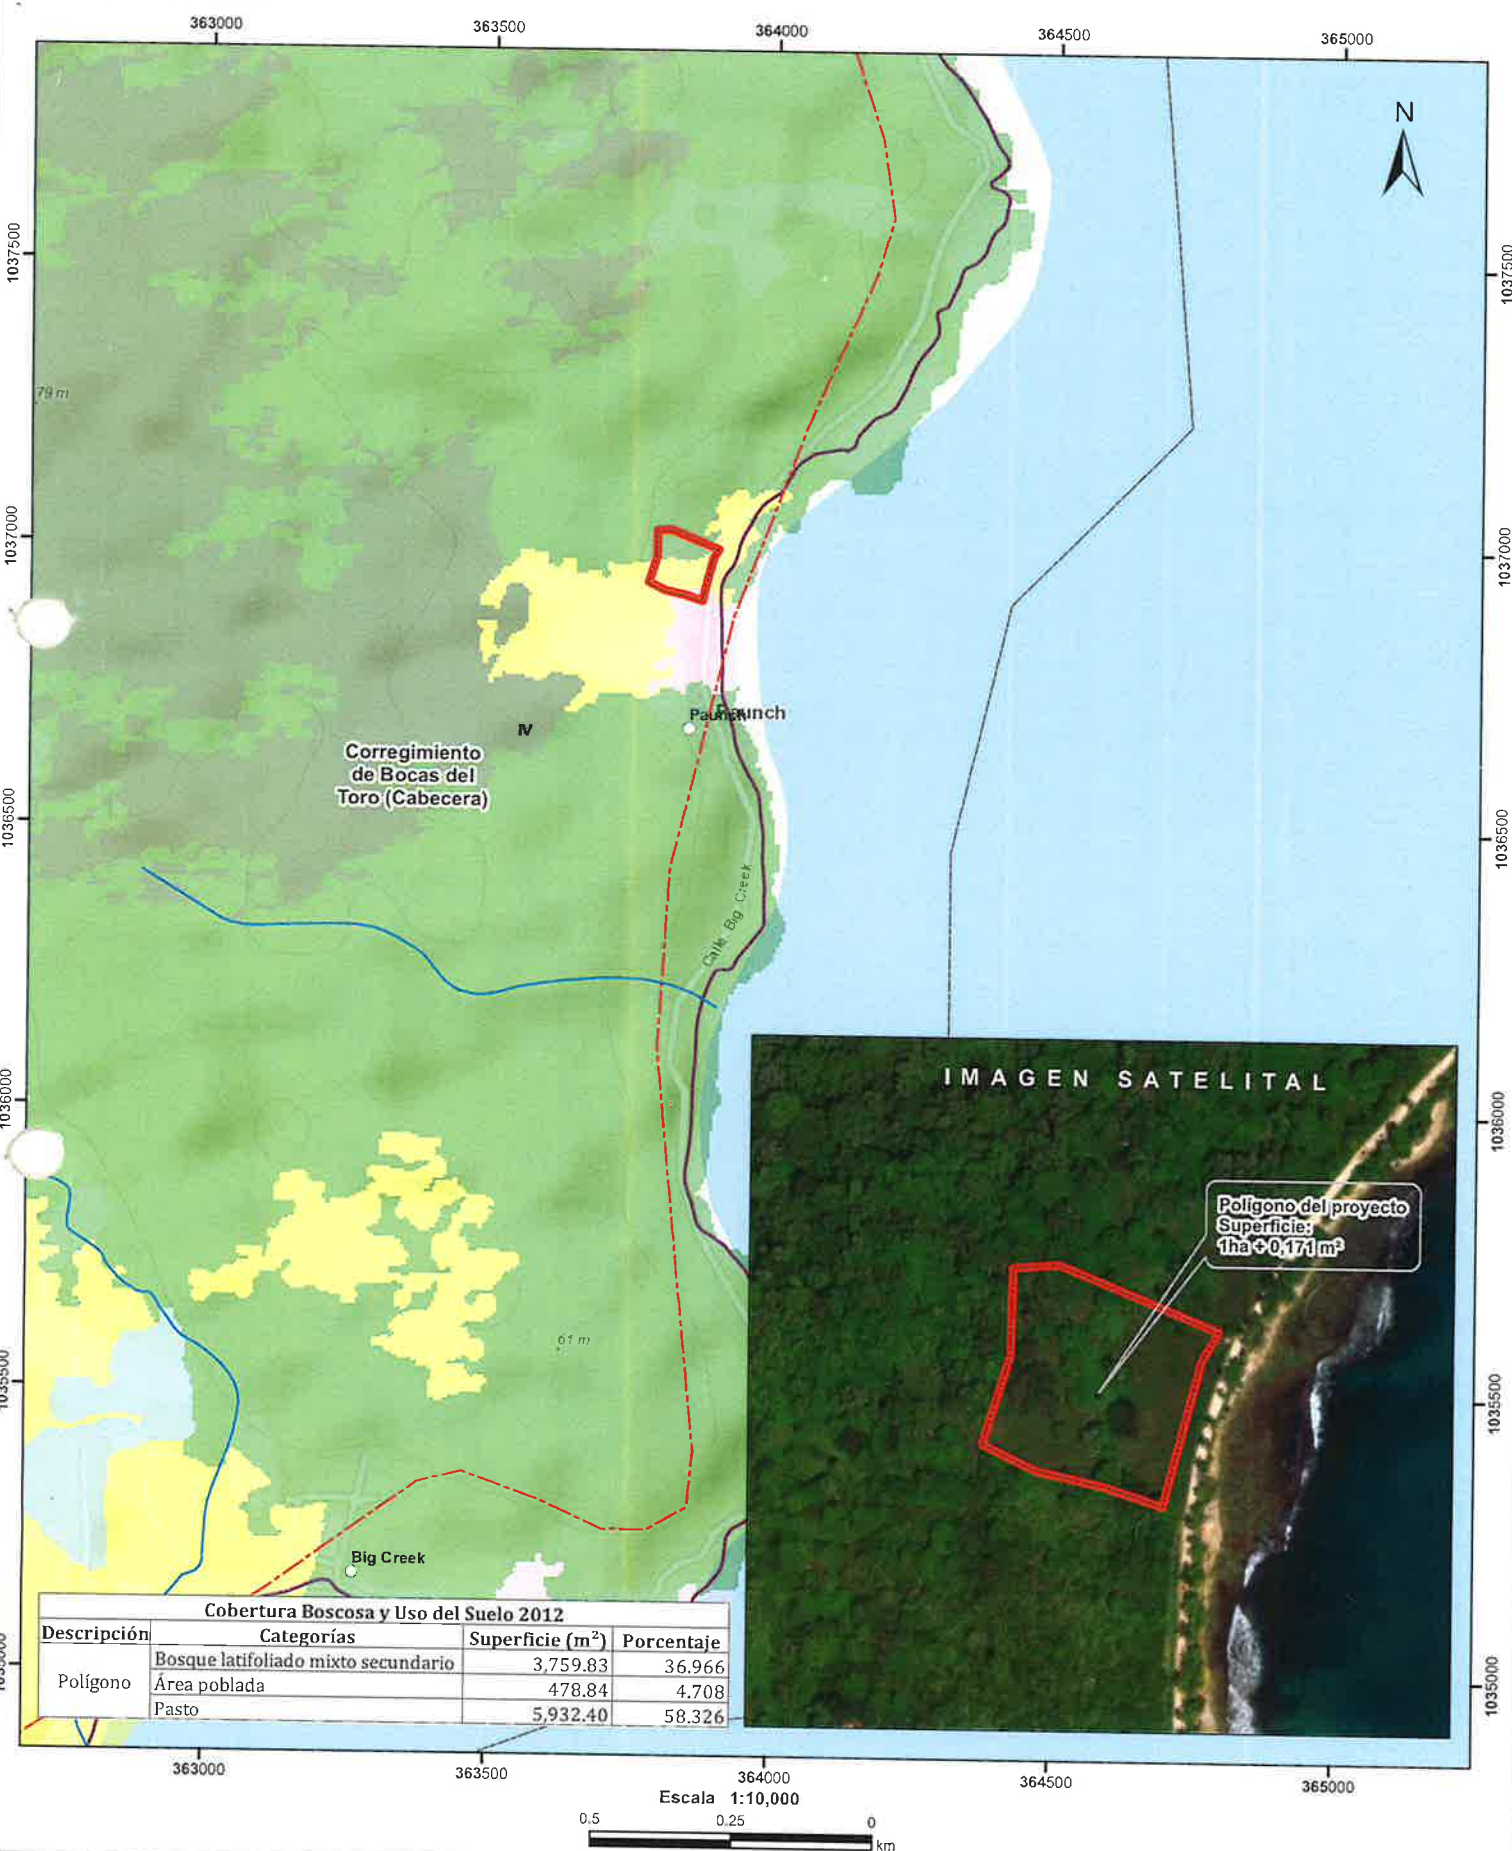 363000
363500
364000
364500
365000
N
1037500
1037500
79 m
1037000
1037000
Paunch
Paunch
IV
Corregimiento
de Bocas del
Toro (Cabecera)
1036500
1036500
Calle Big Creek
1036000
1036000
IMAGEN SATELITAL
Polígono del proyecto
Superficie:
1ha + 0,171 m²
61 m
1035500
1035500
Big Creek
Cobertura Boscosa y Uso del Suelo 2012
Descripción Categorías Superficie (m²) Porcentaje
Polígono
Bosque latifoliado mixto secundario 3,759.83 36.966
Área poblada 478.84 4.708
Pasto 5,932.40 58.326
1035000
363000
363500
364000
364500
365000
Escala 1:10,000
0.5 0.25 0
km